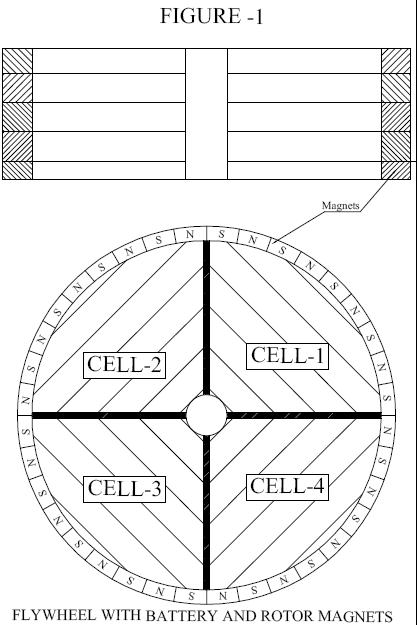 FIGURE -1
Magnets
S N S N
N S
S N
N S
S N
N S
S N
N S
CELL-2 CELL-1
S N
N S
S N
CELL-3 CELL-4
N S
S N
N S
S N
N S
S N
FLYWHEEL WITH BATTERY AND ROTOR MAGNETS